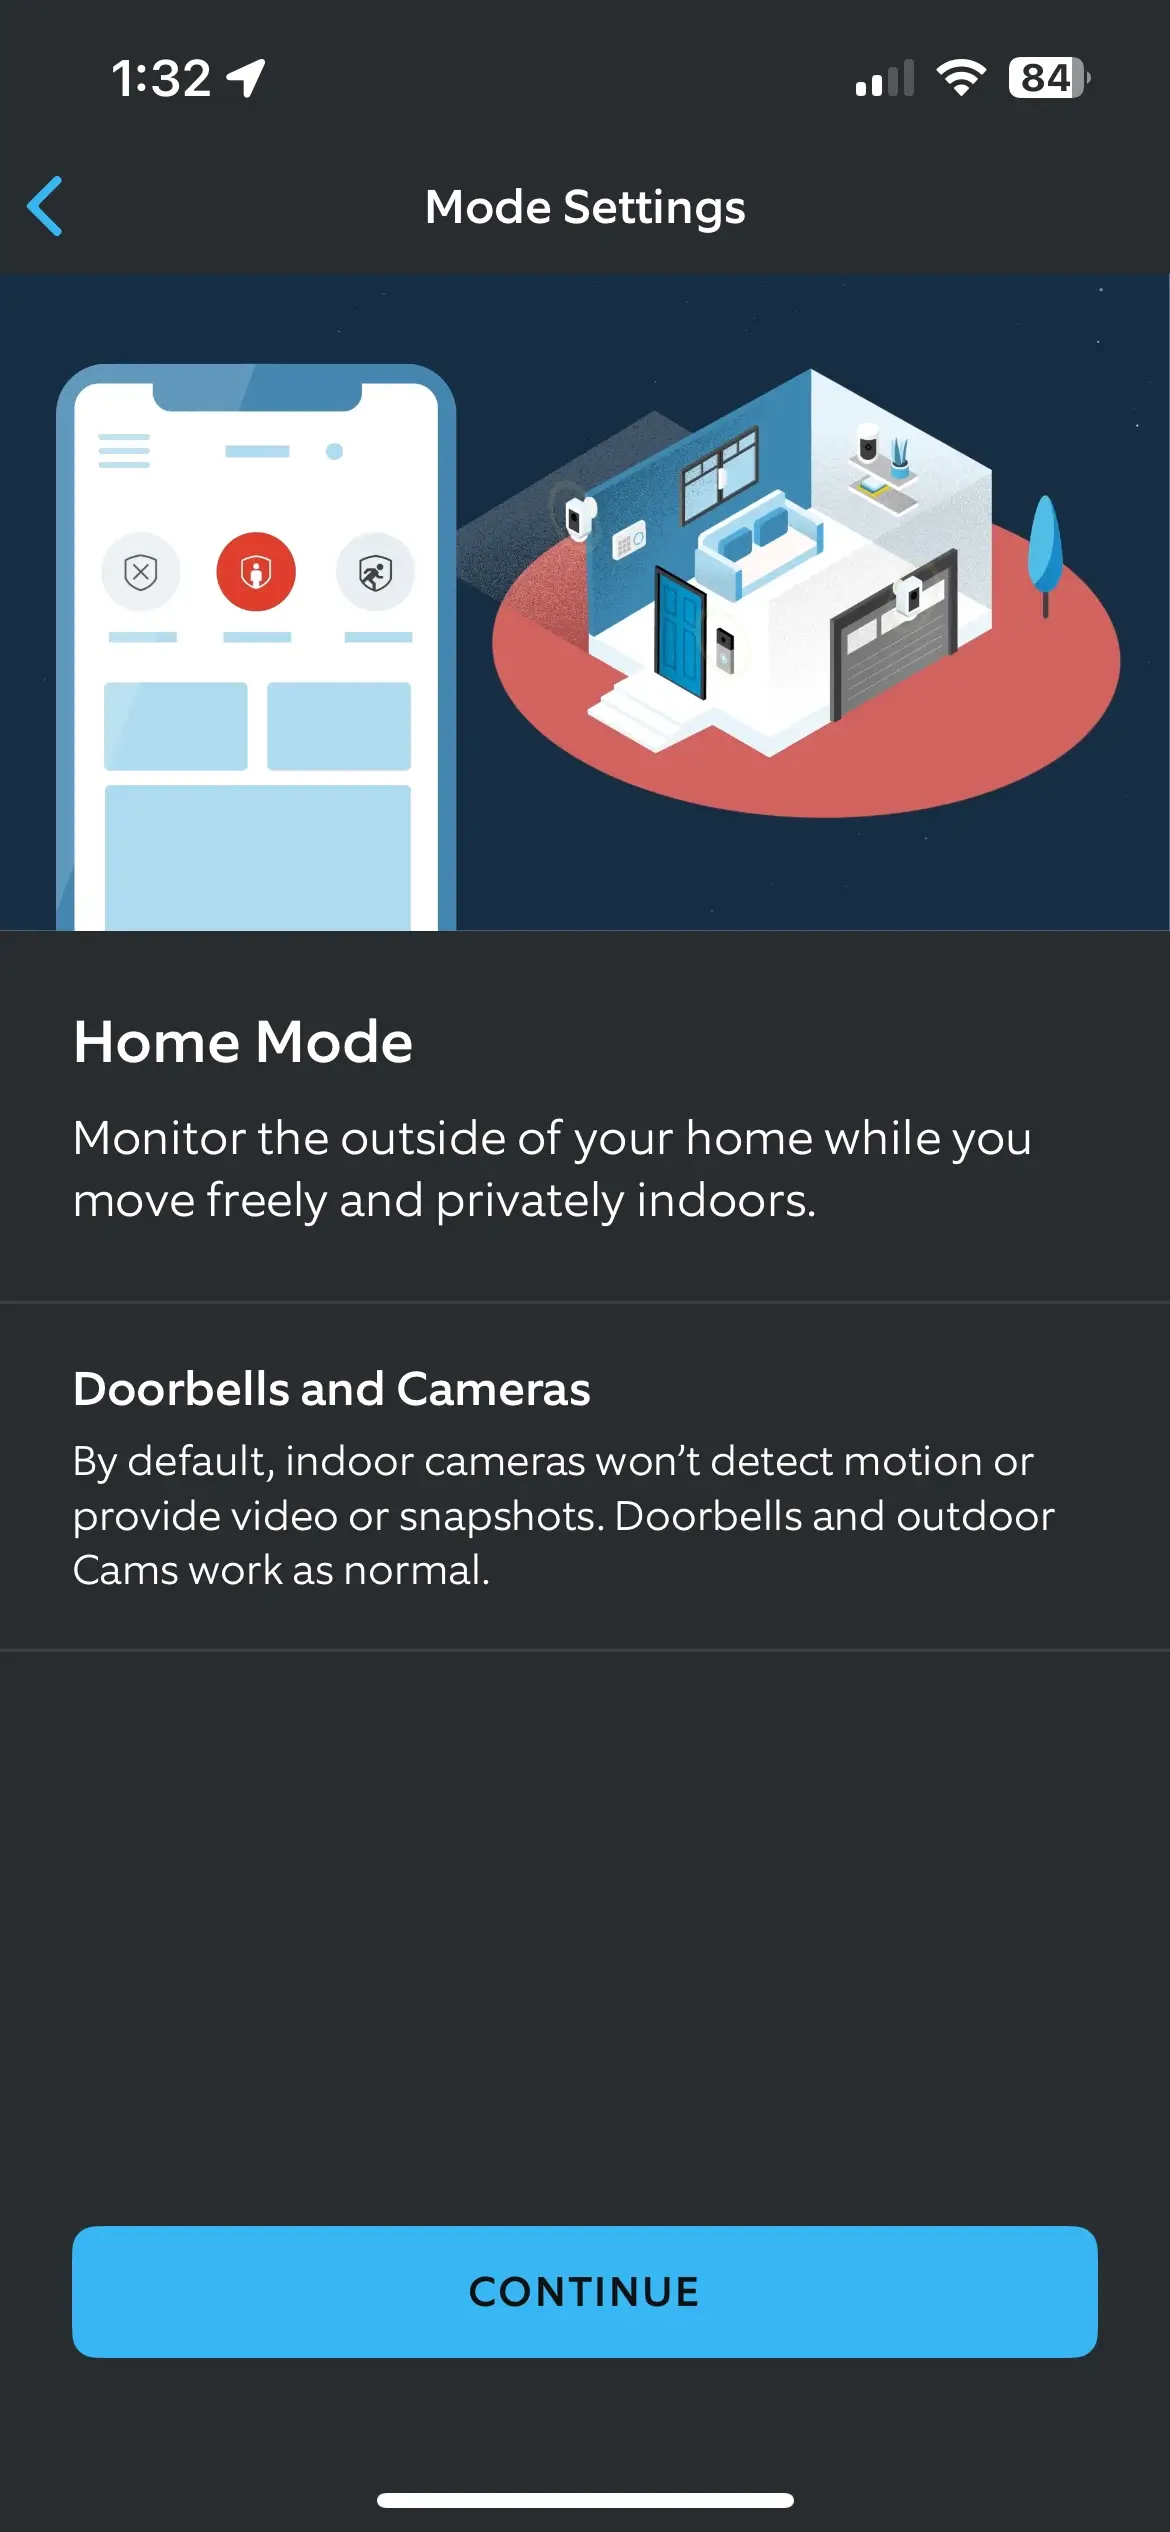 1:32
84
Mode Settings
Home Mode
Monitor the outside of your home while you
move freely and privately indoors.
Doorbells and Cameras
By default, indoor cameras won’t detect motion or
provide video or snapshots. Doorbells and outdoor
Cams work as normal.
CONTINUE